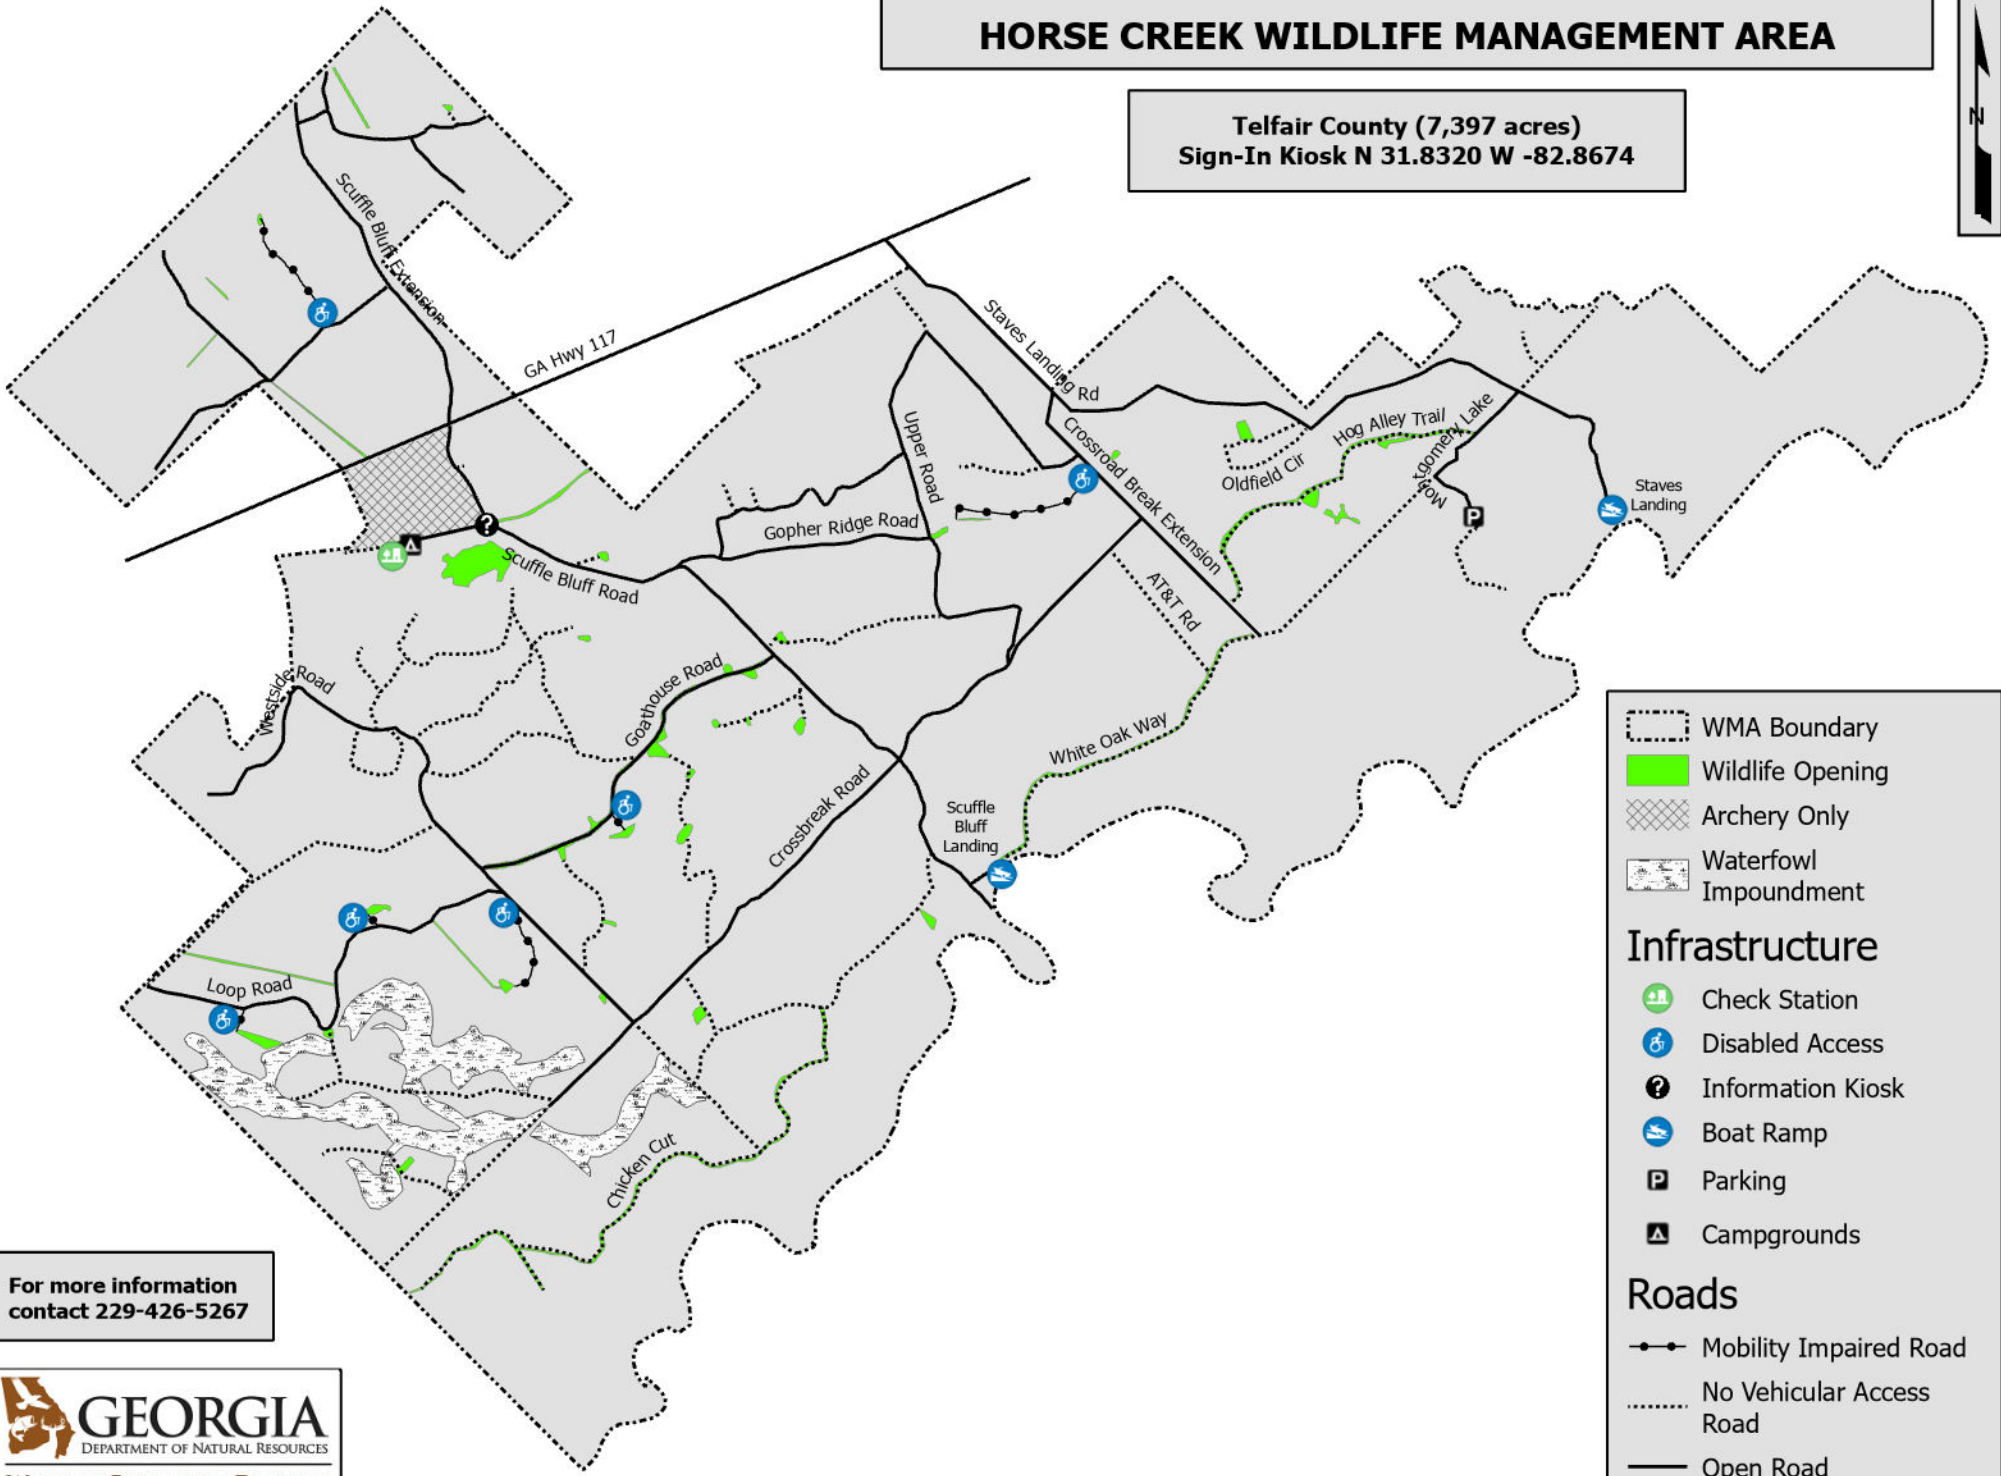 HORSE CREEK WILDLIFE MANAGEMENT AREA
Telfair County (7,397 acres)
Sign-In Kiosk N 31.8320 W -82.8674
N
Scuffle Bluff Extension
GA Hwy 117
Staves Landing Rd
Upper Road
Crossroad Break Extension
Hog Alley Trail
Oldfield Cir
Montgomery Lake
Staves
Landing
P
?
Gopher Ridge Road
Scuffle Bluff Road
AT&T Rd
Westside Road
Goathouse Road
White Oak Way
Crossbreak Road
Scuffle
Bluff
Landing
Loop Road
Chicken Cut
WMA Boundary
Wildlife Opening
Archery Only
Waterfowl
Impoundment
Infrastructure
Check Station
Disabled Access
? Information Kiosk
Boat Ramp
P Parking
Campgrounds
Roads
Mobility Impaired Road
No Vehicular Access
Road
Open Road
For more information
contact 229-426-5267
GEORGIA
DEPARTMENT OF NATURAL RESOURCES